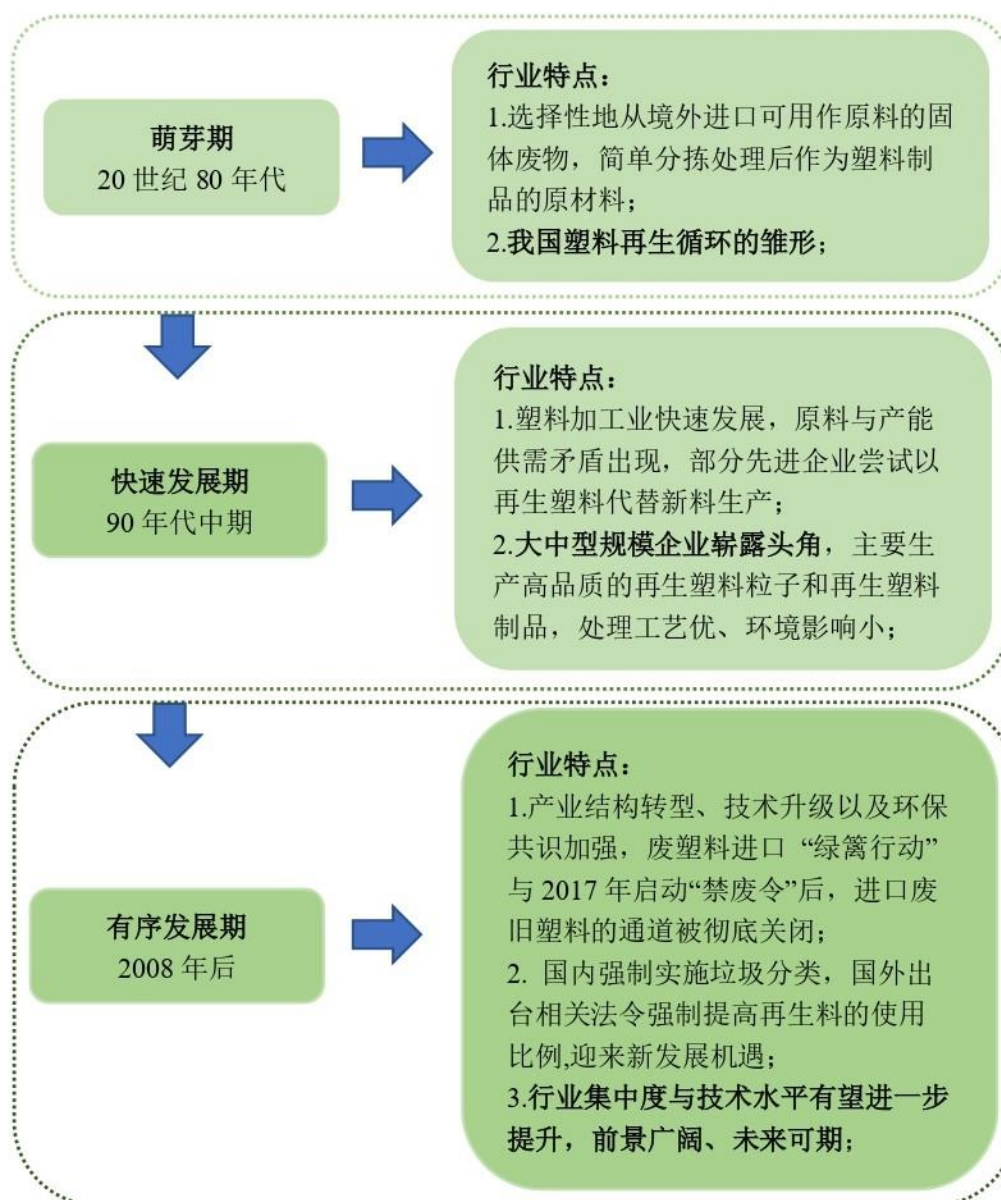 萌芽期
20 世纪 80 年代
行业特点：
1.选择性地从境外进口可用作原料的固
体废物，简单分拣处理后作为塑料制
品的原材料；
2.我国塑料再生循环的雏形；
快速发展期
90 年代中期
行业特点：
1.塑料加工业快速发展，原料与产能
供需矛盾出现，部分先进企业尝试以
再生塑料代替新料生产；
2.大中型规模企业崭露头角，主要生
产高品质的再生塑料粒子和再生塑料
制品，处理工艺优、环境影响小；
有序发展期
2008 年后
行业特点：
1.产业结构转型、技术升级以及环保
共识加强，废塑料进口 “绿篱行动”
与 2017 年启动“禁废令”后，进口废
旧塑料的通道被彻底关闭；
2. 国内强制实施垃圾分类，国外出
台相关法令强制提高再生料的使用
比例,迎来新发展机遇；
3.行业集中度与技术水平有望进一步
提升，前景广阔、未来可期；